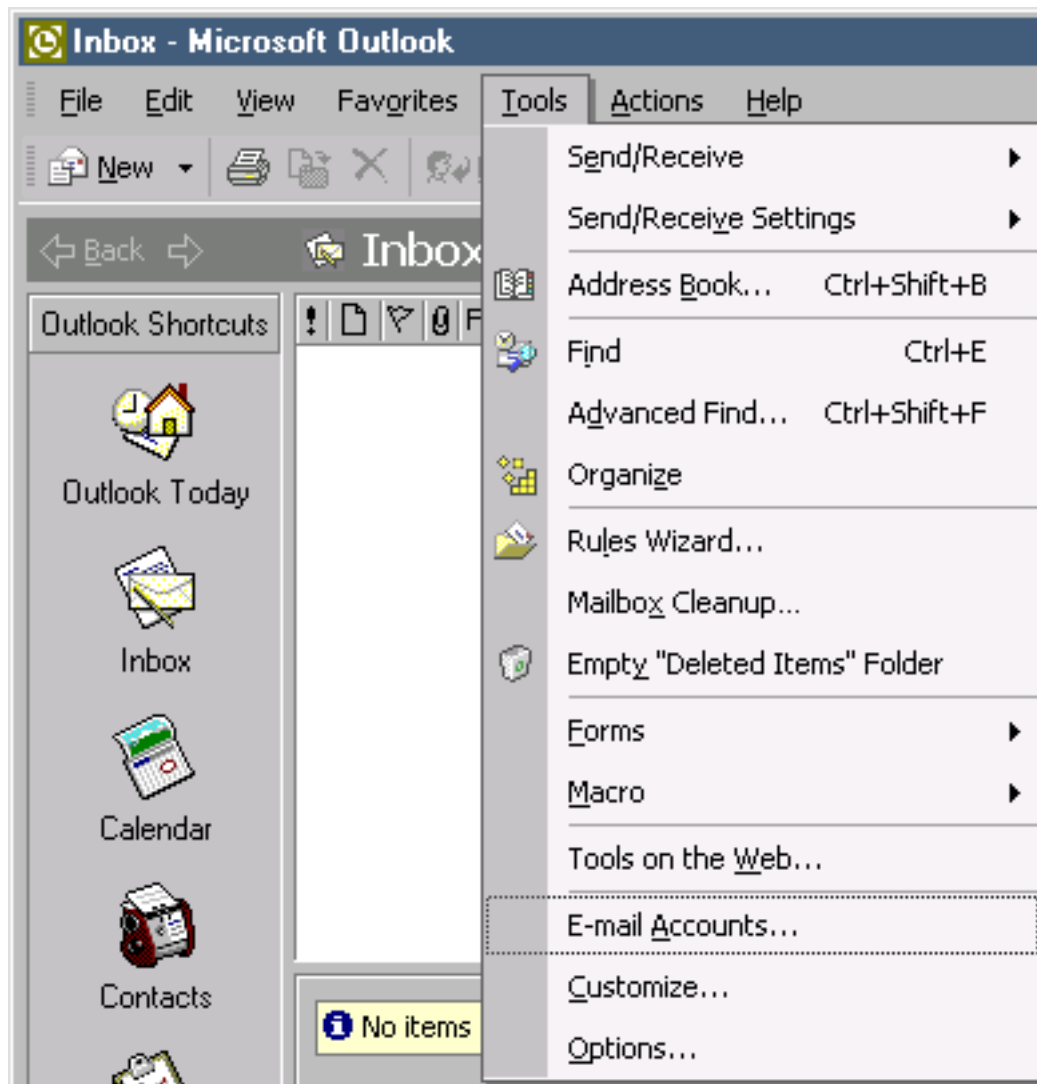 Inbox - Microsoft Outlook
File Edit View Favorites Tools Actions Help
New
Back Inbox
Outlook Shortcuts
! F
Outlook Today
Inbox
Calendar
Contacts
No items
Send/Receive
Send/Receive Settings
Address Book... Ctrl+Shift+B
Find Ctrl+E
Advanced Find... Ctrl+Shift+F
Organize
Rules Wizard...
Mailbox Cleanup...
Empty "Deleted Items" Folder
Forms
Macro
Tools on the Web...
E-mail Accounts...
Customize...
Options...